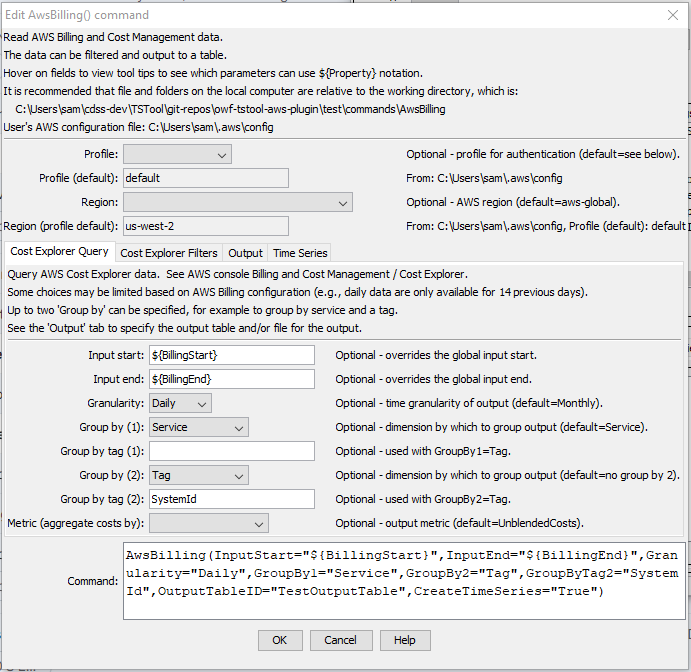 Edit AwsBilling() command
Read AWS Billing and Cost Management data.
The data can be filtered and output to a table.
Hover on fields to view tool tips to see which parameters can use ${Property} notation.
It is recommended that file and folders on the local computer are relative to the working directory, which is:
C:\Users\sam\cdss-dev\TSTool\git-repos\owf-tstool-aws-plugin\test\commands\AwsBilling
User's AWS configuration file: C:\Users\sam\.aws\config
Profile: Optional - profile for authentication (default=see below).
Profile (default): default From: C:\Users\sam\.aws\config
Region: Optional - AWS region (default=aws-global).
Region (profile default): us-west-2 From: C:\Users\sam\.aws\config, Profile (default): default
Cost Explorer Query Cost Explorer Filters Output Time Series
Query AWS Cost Explorer data. See AWS console Billing and Cost Management / Cost Explorer.
Some choices may be limited based on AWS Billing configuration (e.g., daily data are only available for 14 previous days).
Up to two 'Group by' can be specified, for example to group by service and a tag.
See the 'Output' tab to specify the output table and/or file for the output.
Input start: ${BillingStart} Optional - overrides the global input start.
Input end: ${BillingEnd} Optional - overrides the global input end.
Granularity: Daily Optional - time granularity of output (default=Monthly).
Group by (1): Service Optional - dimension by which to group output (default=Service).
Group by tag (1): Optional - used with GroupBy1=Tag.
Group by (2): Tag Optional - dimension by which to group output (default=no group by 2).
Group by tag (2): SystemId Optional - used with GroupBy2=Tag.
Metric (aggregate costs by): Optional - output metric (default=UnblendedCosts).
Command: AwsBilling(InputStart="${BillingStart}",InputEnd="${BillingEnd}",Gran
ularity="Daily",GroupBy1="Service",GroupBy2="Tag",GroupByTag2="System
Id",OutputTableID="TestOutputTable",CreateTimeSeries="True")
OK Cancel Help